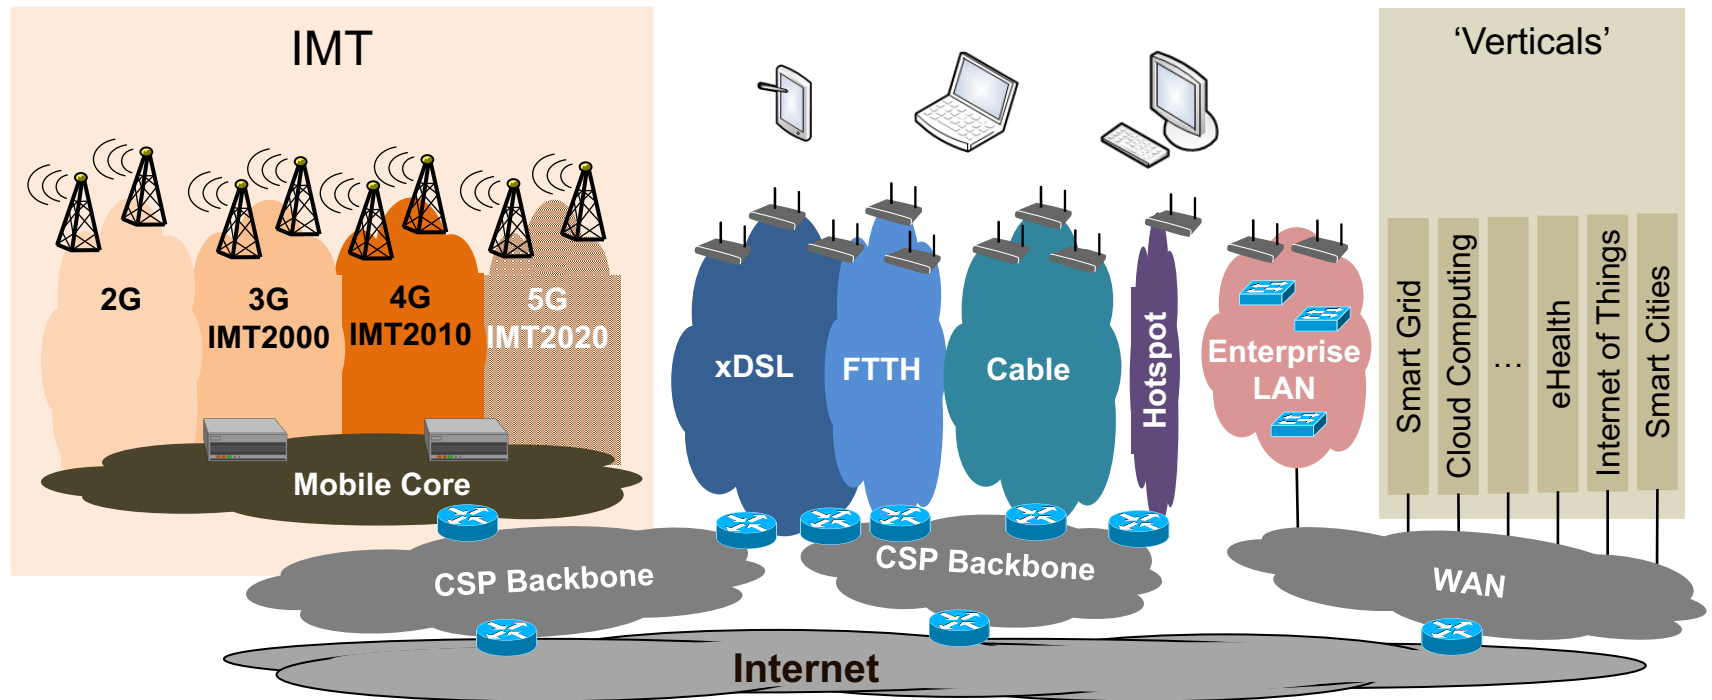 IMT
'Verticals'
2G
3G
IMT2000
4G
IMT2010
5G
IMT2020
xDSL
FTTH
Cable
Hotspot
Enterprise
LAN
Smart Grid
Cloud Computing
...
eHealth
Internet of Things
Smart Cities
Mobile Core
CSP Backbone
CSP Backbone
WAN
Internet